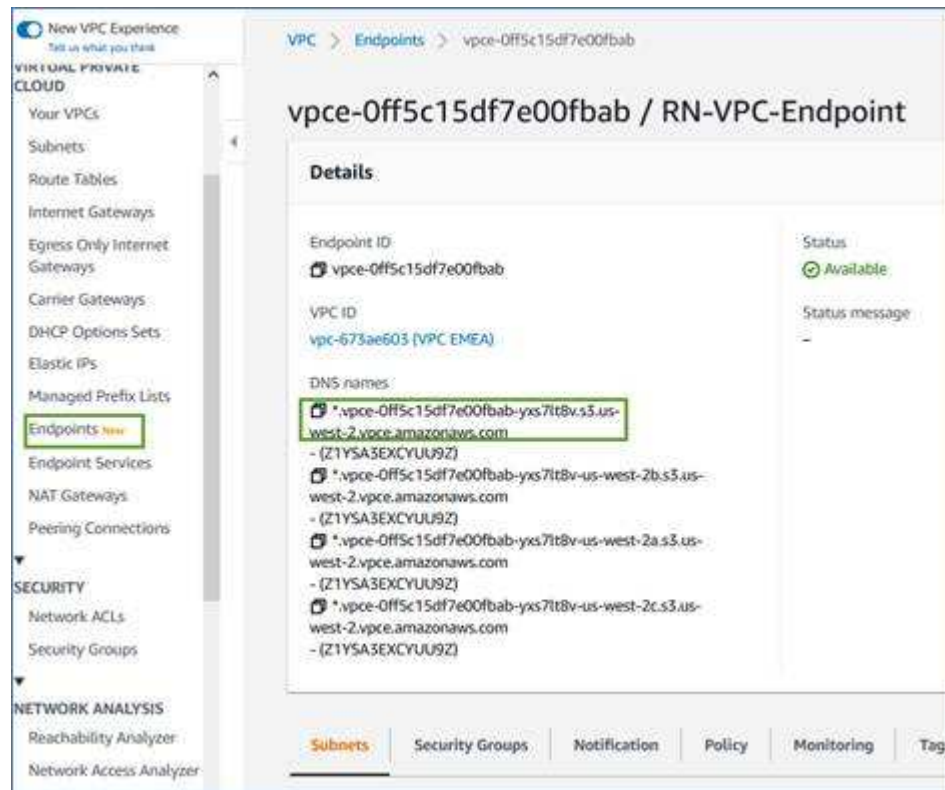 New VPC Experience
Tell us what you think
VIRTUAL PRIVATE
CLOUD
Your VPCs
Subnets
Route Tables
Internet Gateways
Egress Only Internet
Gateways
Carrier Gateways
DHCP Options Sets
Elastic IPs
Managed Prefix Lists
Endpoints New
Endpoint Services
NAT Gateways
Peering Connections
SECURITY
Network ACLs
Security Groups
NETWORK ANALYSIS
Reachability Analyzer
Network Access Analyzer
VPC > Endpoints > vpce-0ff5c15df7e00fbab
vpce-0ff5c15df7e00fbab / RN-VPC-Endpoint
Details
Endpoint ID
vpce-0ff5c15df7e00fbab
VPC ID
vpc-673ae603 (VPC EMEA)
DNS names
*.vpce-0ff5c15df7e00fbab-yxs7lt8v.s3.us-
west-2.vpce.amazonaws.com
- (Z1YSA3EXCYUU9Z)
*.vpce-0ff5c15df7e00fbab-yxs7lt8v-us-west-2b.s3.us-
west-2.vpce.amazonaws.com
- (Z1YSA3EXCYUU9Z)
*.vpce-0ff5c15df7e00fbab-yxs7lt8v-us-west-2a.s3.us-
west-2.vpce.amazonaws.com
- (Z1YSA3EXCYUU9Z)
*.vpce-0ff5c15df7e00fbab-yxs7lt8v-us-west-2c.s3.us-
west-2.vpce.amazonaws.com
- (Z1YSA3EXCYUU9Z)
Status
Available
Status message
-
Subnets
Security Groups
Notification
Policy
Monitoring
Tag